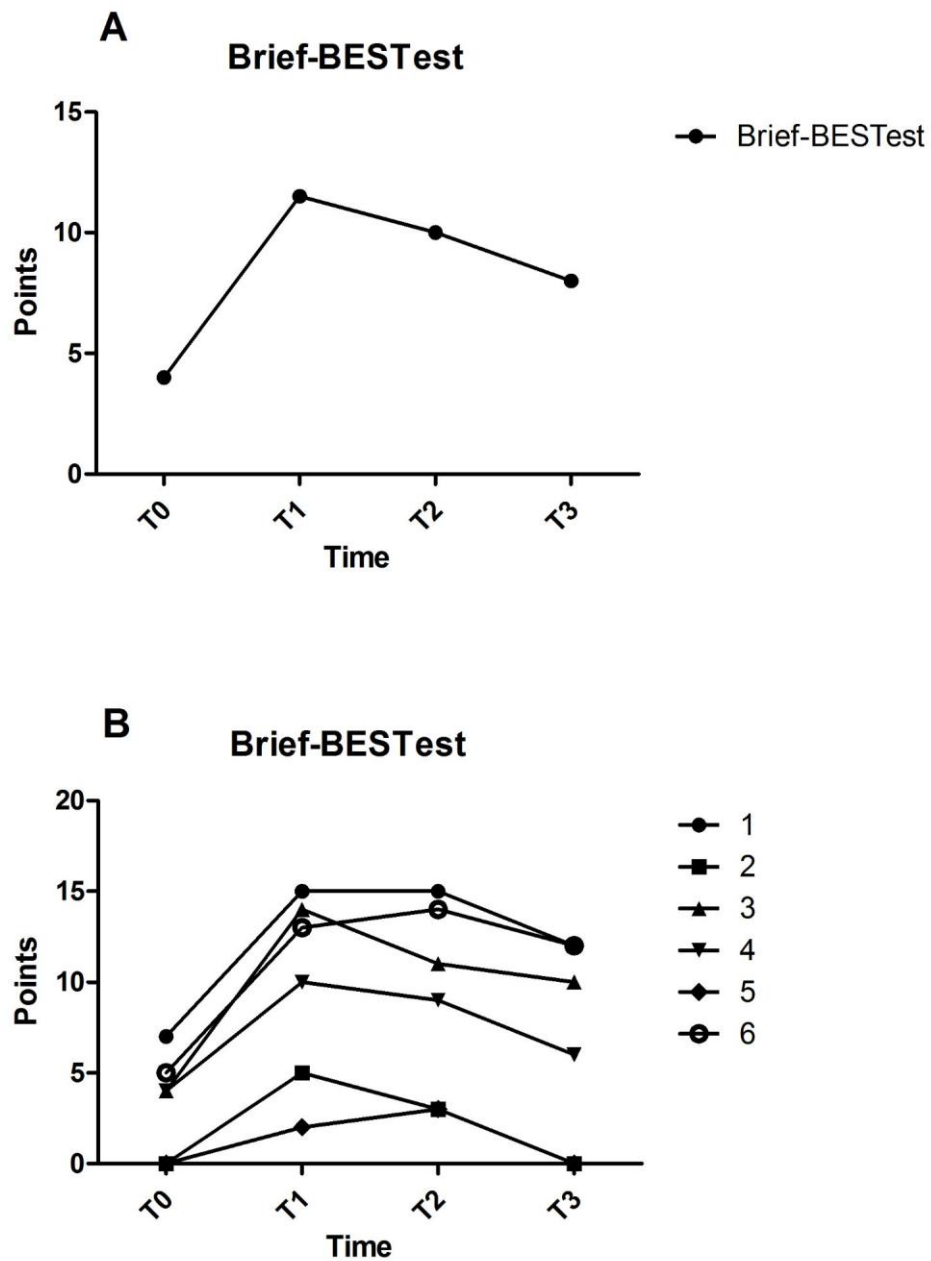 A
Brief-BESTest
15
10
5
0
Points
T0 T1 T2 T3
Time
Brief-BESTest
B
Brief-BESTest
20
15
10
5
0
Points
T0 T1 T2 T3
Time
1
2
3
4
5
6